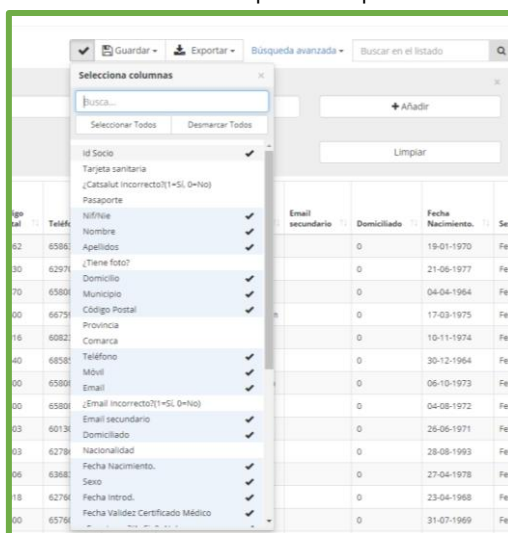 Guardar Exportar Búsqueda avanzada Buscar en el listado
Selecciona columnas ×
Busca...
Seleccionar Todos Desmarcar Todos
+ Añadir
Limpiar
Id Socio
Tarjeta sanitaria
¿Catsalut incorrecto?(1=Sí, 0=No)
Pasaporte
Nif/Nie
Nombre
Apellidos
¿Tiene foto?
Domicilio
Municipio
Código Postal
Provincia
Comarca
Teléfono
Móvil
Email
¿Email incorrecto?(1=Sí, 0=No)
Email secundario
Domiciliado
Nacionalidad
Fecha Nacimiento.
Sexo
Fecha Introd.
Fecha Validez Certificado Médico
Email secundario Domiciliado Fecha Nacimiento.
0 19-01-1970
0 21-06-1977
0 04-04-1964
0 17-03-1975
0 10-11-1974
0 30-12-1964
0 06-10-1973
0 04-08-1972
0 26-06-1971
0 28-08-1993
0 27-04-1978
0 23-04-1968
0 31-07-1969